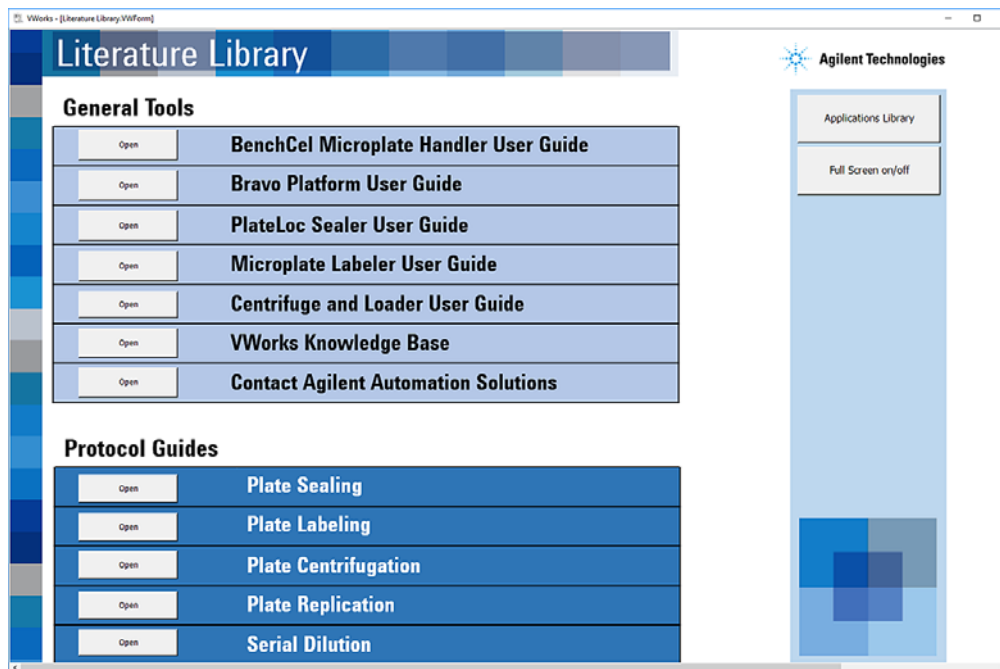 VWorks - [Literature Library.VWForm]
Literature Library
Agilent Technologies
General Tools
Open BenchCel Microplate Handler User Guide
Open Bravo Platform User Guide
Open PlateLoc Sealer User Guide
Open Microplate Labeler User Guide
Open Centrifuge and Loader User Guide
Open VWorks Knowledge Base
Open Contact Agilent Automation Solutions
Protocol Guides
Open Plate Sealing
Open Plate Labeling
Open Plate Centrifugation
Open Plate Replication
Open Serial Dilution
Applications Library
Full Screen on/off